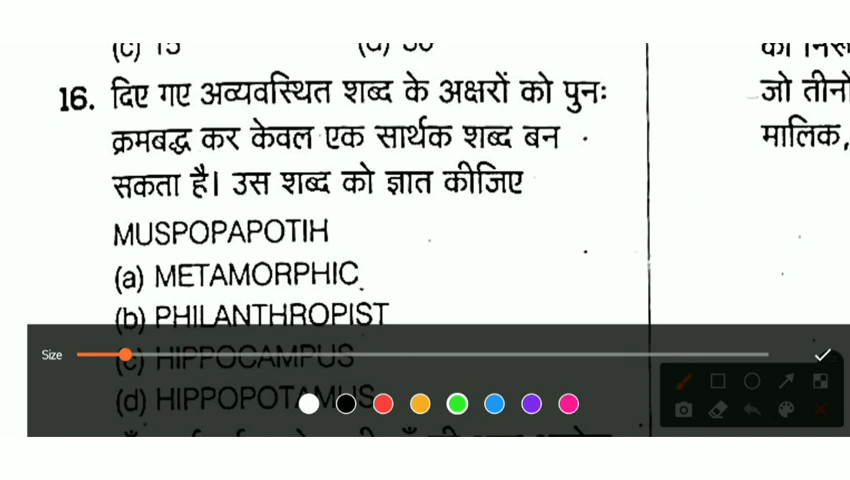 (c) 15
16. दिए गए अव्यवस्थित शब्द के अक्षरों को पुनः
जो तीनों
क्रमबद्ध कर केवल एक सार्थक शब्द बन
मालिक,
सकता है। उस शब्द को ज्ञात कीजिए
MUSPOPAPOTIH
(a) METAMORPHIC
(b) PHILANTHROPIST
Size
(c) HIPPOCAMPUS
(d) HIPPOPOTAMUS